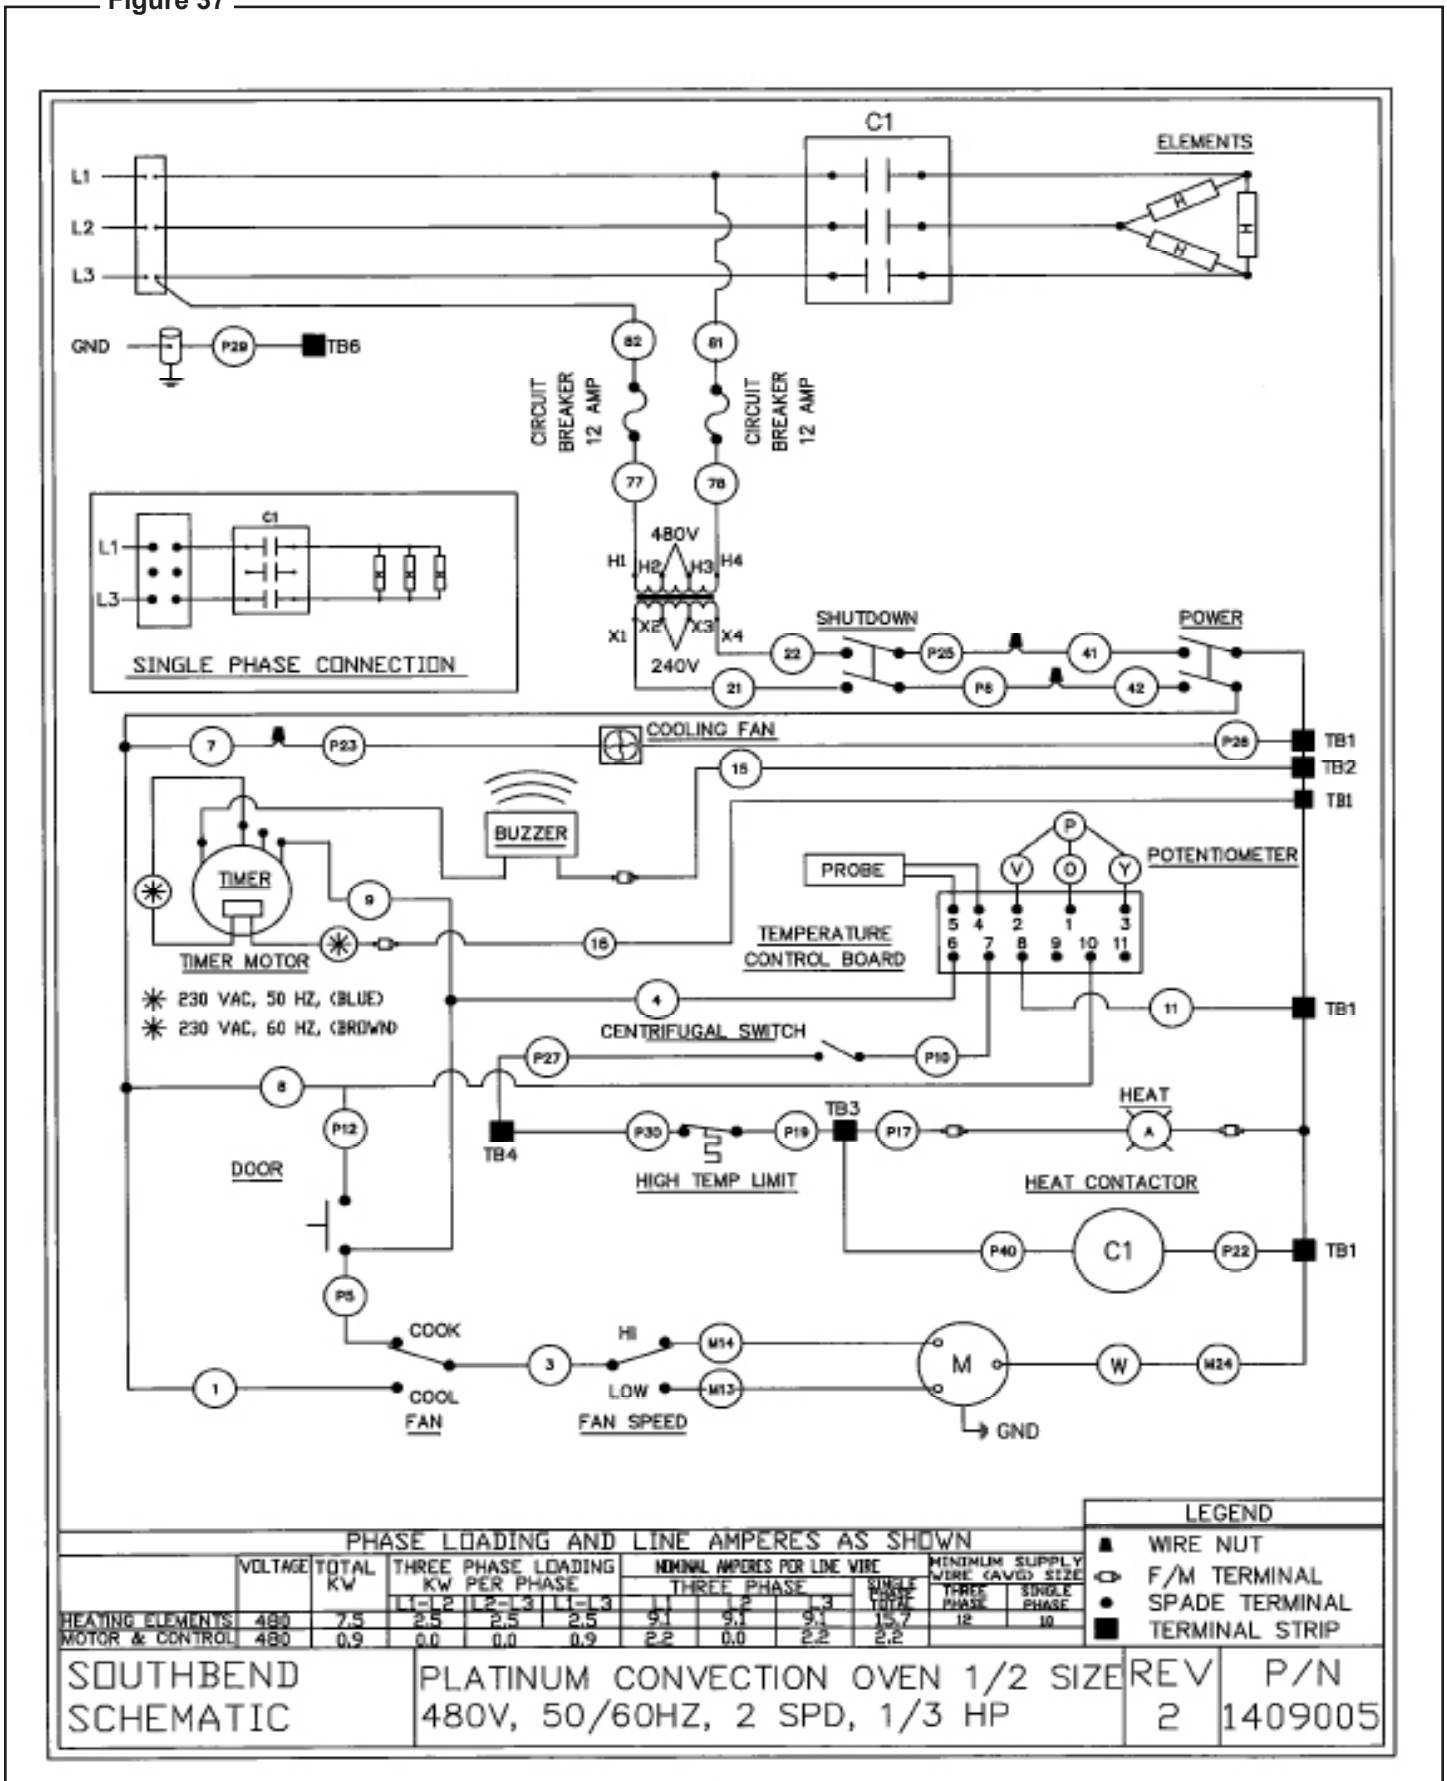 Figure 37
C1
ELEMENTS
L1
L2
L3
H
H
H
GND
P29
TB6
82
81
CIRCUIT
BREAKER
12 AMP
CIRCUIT
BREAKER
12 AMP
77
78
480V
H1
H2
H3
H4
X1
X2
X3
X4
240V
C1
L1
L3
SINGLE PHASE CONNECTION
SHUTDOWN
POWER
22
P25
41
21
P6
42
7
P23
COOLING FAN
P26
TB1
15
TB2
TB1
BUZZER
TIMER
9
16
TIMER MOTOR
230 VAC, 50 HZ, (BLUE)
230 VAC, 60 HZ, (BROWN)
P
V
O
Y
POTENTIOMETER
PROBE
5 4 2 1 3
6 7 8 9 10 11
TEMPERATURE
CONTROL BOARD
4
11
TB1
CENTRIFUGAL SWITCH
P27
P10
8
P12
DOOR
TB4
P30
HIGH TEMP LIMIT
P19
TB3
P17
HEAT
A
HEAT CONTACTOR
P40
C1
P22
TB1
P5
COOK
COOL
FAN
1
3
HI
LOW
FAN SPEED
M14
M13
M
W
M24
GND
LEGEND
WIRE NUT
F/M TERMINAL
SPADE TERMINAL
TERMINAL STRIP
PHASE LOADING AND LINE AMPERES AS SHOWN
VOLTAGE
TOTAL KW
THREE PHASE LOADING
KW PER PHASE
L1-L2 L2-L3 L1-L3
NOMINAL AMPERES PER LINE WIRE
THREE PHASE
L1 L2 L3
SINGLE PHASE TOTAL
MINIMUM SUPPLY
WIRE (AWG) SIZE
THREE PHASE
SINGLE PHASE
HEATING ELEMENTS 480 7.5 2.5 2.5 2.5 9.1 9.1 9.1 15.7 12 10
MOTOR & CONTROL 480 0.9 0.0 0.0 0.9 2.2 0.0 2.2 2.2
SOUTHBEND
SCHEMATIC
PLATINUM CONVECTION OVEN 1/2 SIZE
480V, 50/60HZ, 2 SPD, 1/3 HP
REV
2
P/N
1409005